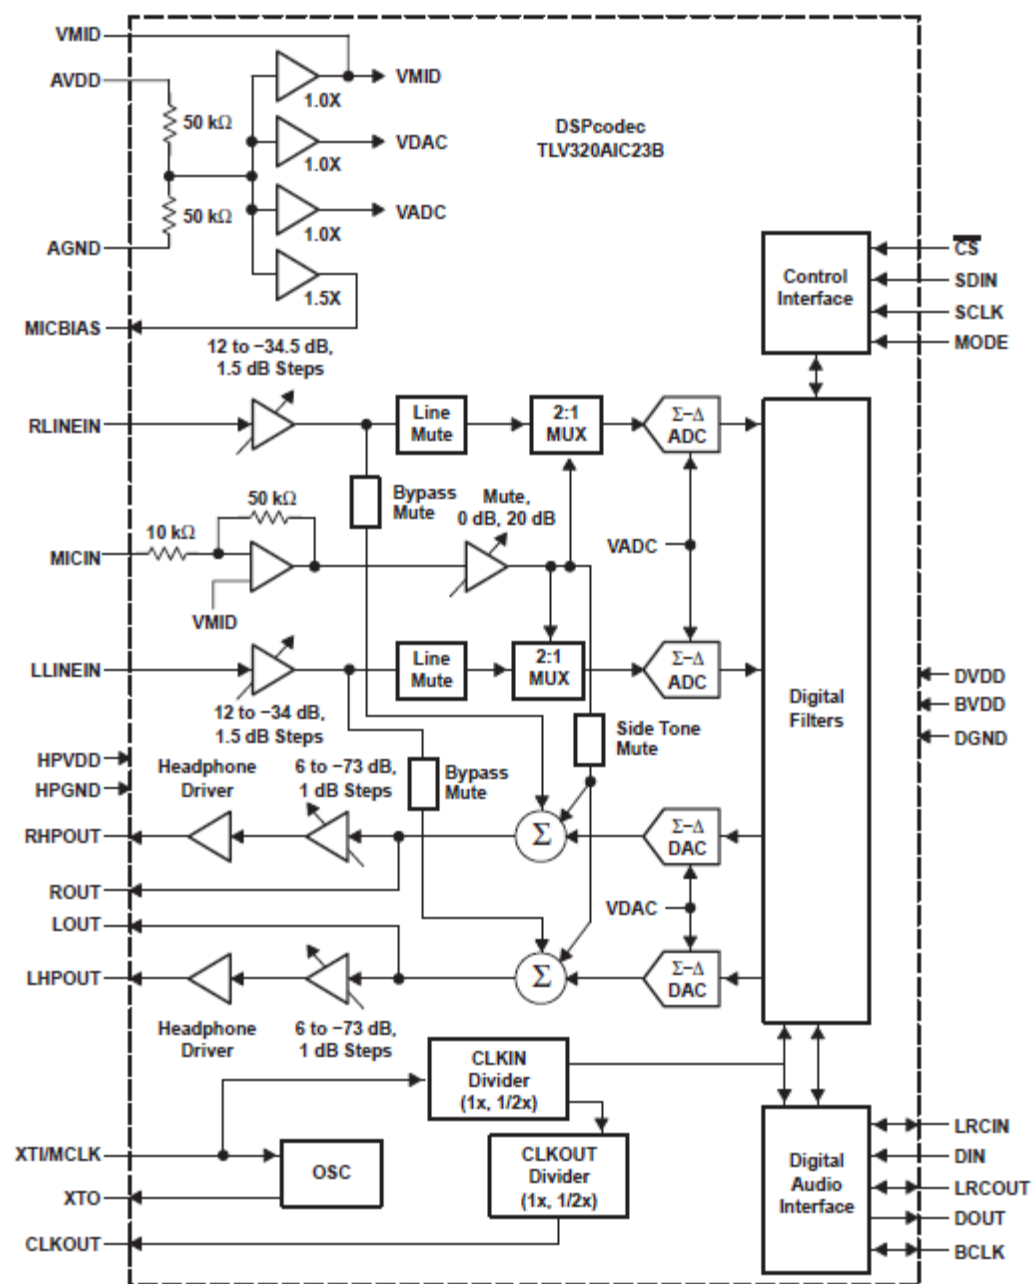 VMID
AVDD
50 kΩ
50 kΩ
AGND
1.0X
VMID
1.0X
VDAC
1.0X
VADC
1.5X
MICBIAS
DSPcodec
TLV320AIC23B
Control
Interface
CS
SDIN
SCLK
MODE
12 to −34.5 dB,
1.5 dB Steps
RLINEIN
Line
Mute
2:1
MUX
Σ−Δ
ADC
Bypass
Mute
50 kΩ
10 kΩ
MICIN
VMID
Mute,
0 dB, 20 dB
VADC
LLINEIN
12 to −34 dB,
1.5 dB Steps
Line
Mute
2:1
MUX
Σ−Δ
ADC
Digital
Filters
DVDD
BVDD
DGND
Side Tone
Mute
HPVDD
HPGND
Headphone
Driver
6 to −73 dB,
1 dB Steps
Bypass
Mute
RHPOUT
Σ
Σ−Δ
DAC
ROUT
LOUT
VDAC
LHPOUT
Σ
Σ−Δ
DAC
Headphone
Driver
6 to −73 dB,
1 dB Steps
CLKIN
Divider
(1x, 1/2x)
XTI/MCLK
OSC
XTO
CLKOUT
Divider
(1x, 1/2x)
CLKOUT
Digital
Audio
Interface
LRCIN
DIN
LRCOUT
DOUT
BCLK